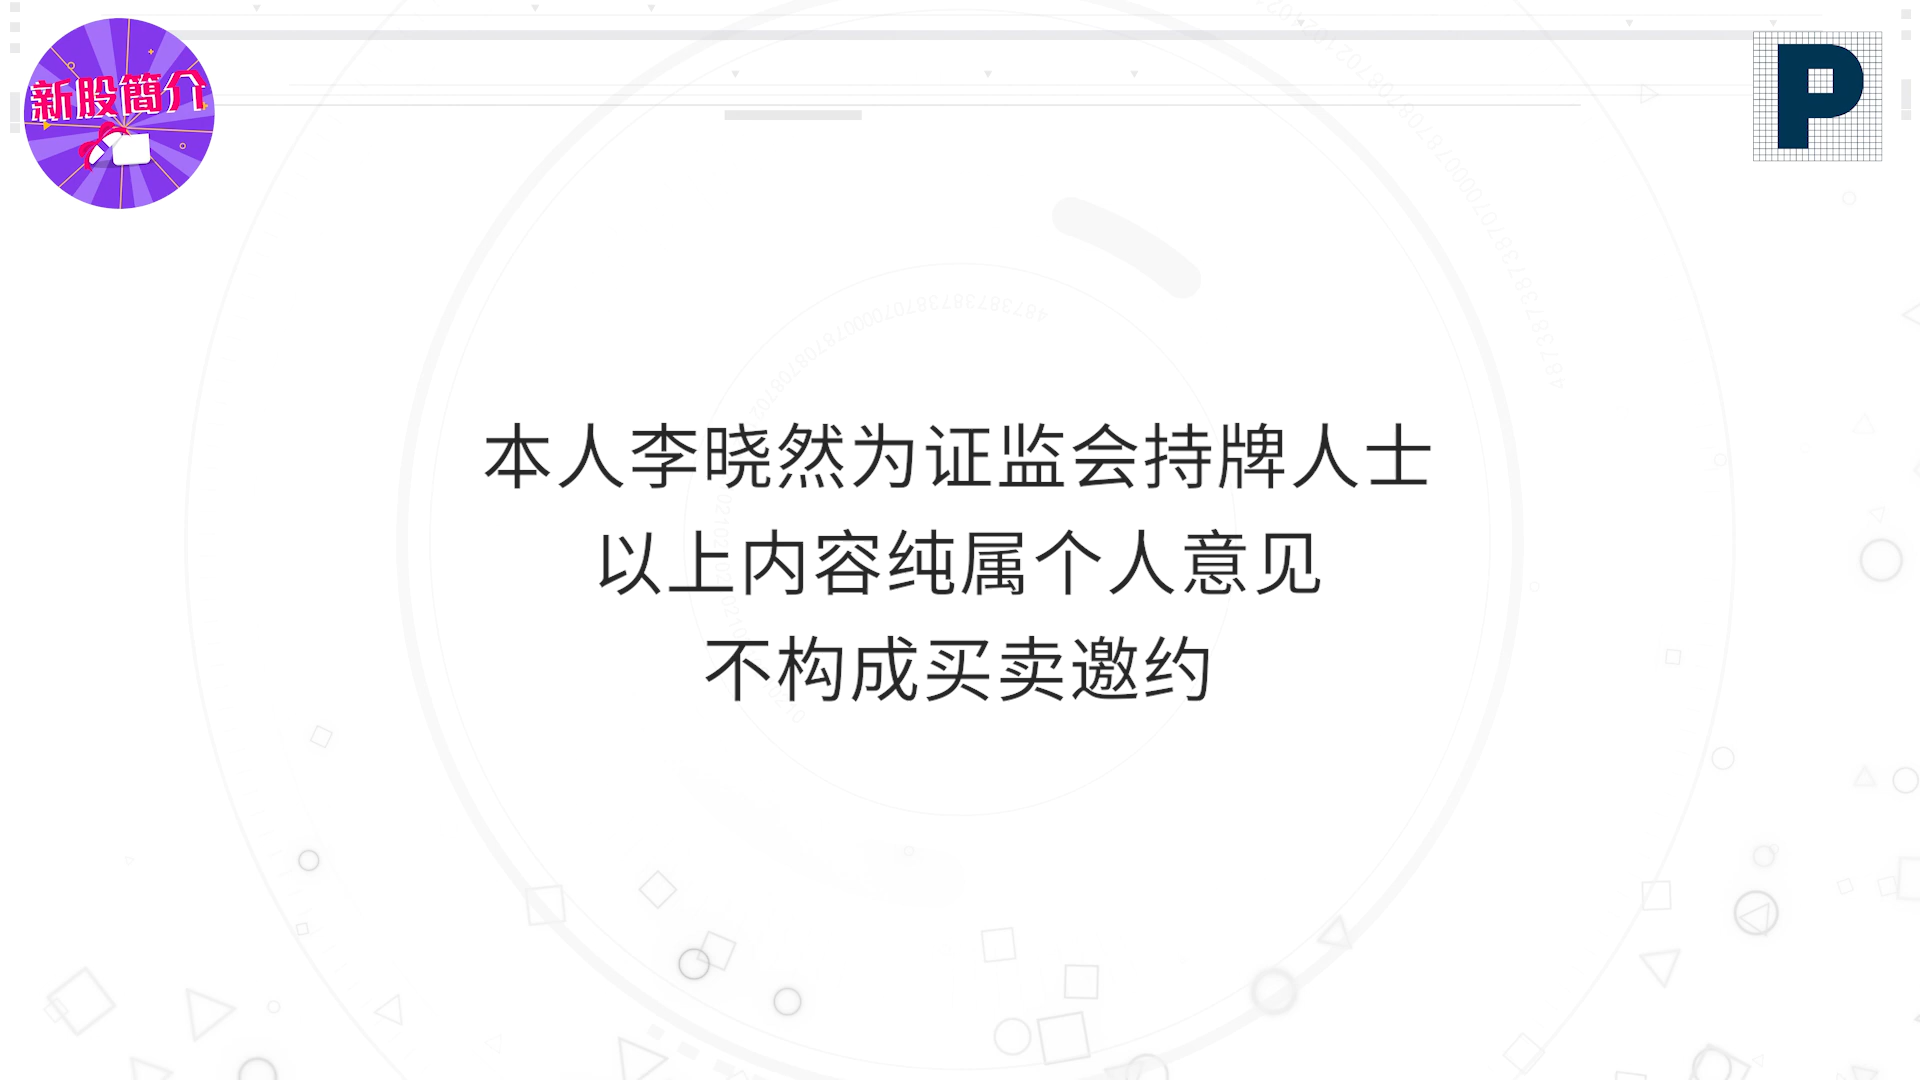 新股簡介
P
本人李晓然为证监会持牌人士
以上内容纯属个人意见
不构成买卖邀约